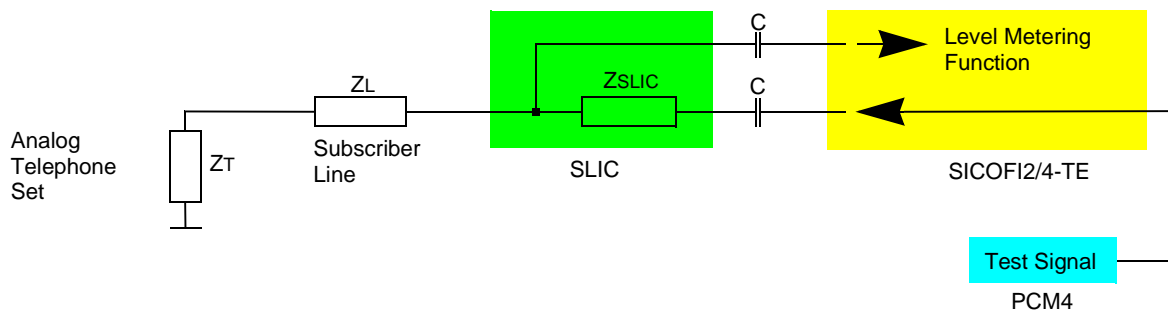 C
Level Metering
Function
ZL
ZSLIC
C
Analog
Telephone
Set
ZT
Subscriber
Line
SLIC
SICOFI2/4-TE
Test Signal
PCM4